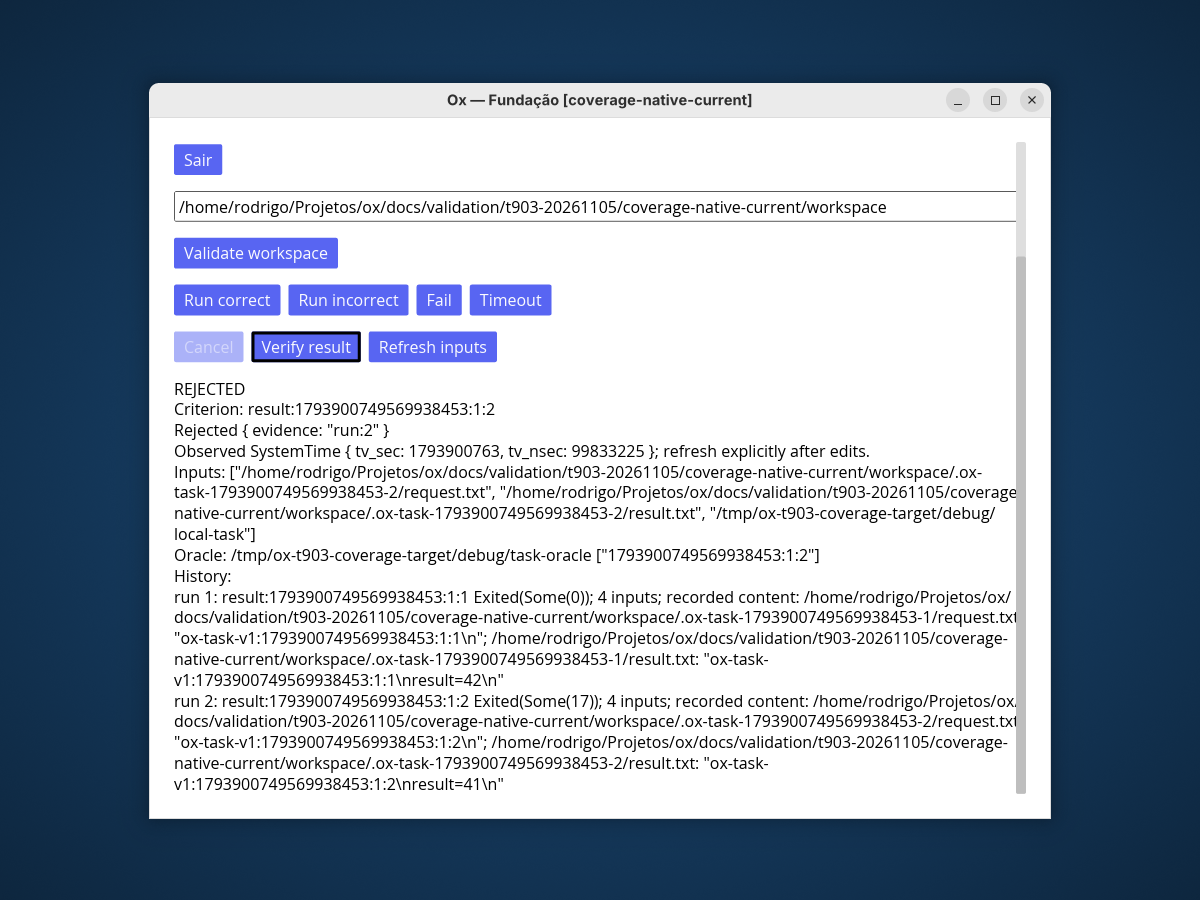 Ox — Fundação [coverage-native-current]
Sair
/home/rodrigo/Projetos/ox/docs/validation/t903-20261105/coverage-native-current/workspace
Validate workspace
Run correct Run incorrect Fail Timeout
Cancel Verify result Refresh inputs
REJECTED
Criterion: result:1793900749569938453:1:2
Rejected { evidence: "run:2" }
Observed SystemTime { tv_sec: 1793900763, tv_nsec: 99833225 }; refresh explicitly after edits.
Inputs: ["/home/rodrigo/Projetos/ox/docs/validation/t903-20261105/coverage-native-current/workspace/.ox-
task-1793900749569938453-2/request.txt", "/home/rodrigo/Projetos/ox/docs/validation/t903-20261105/coverage
native-current/workspace/.ox-task-1793900749569938453-2/result.txt", "/tmp/ox-t903-coverage-target/debug/
local-task"]
Oracle: /tmp/ox-t903-coverage-target/debug/task-oracle ["1793900749569938453:1:2"]
History:
run 1: result:1793900749569938453:1:1 Exited(Some(0)); 4 inputs; recorded content: /home/rodrigo/Projetos/ox/
docs/validation/t903-20261105/coverage-native-current/workspace/.ox-task-1793900749569938453-1/request.txt
"ox-task-v1:1793900749569938453:1:1\n"; /home/rodrigo/Projetos/ox/docs/validation/t903-20261105/coverage-
native-current/workspace/.ox-task-1793900749569938453-1/result.txt: "ox-task-
v1:1793900749569938453:1:1\nresult=42\n"
run 2: result:1793900749569938453:1:2 Exited(Some(17)); 4 inputs; recorded content: /home/rodrigo/Projetos/ox/
docs/validation/t903-20261105/coverage-native-current/workspace/.ox-task-1793900749569938453-2/request.txt
"ox-task-v1:1793900749569938453:1:2\n"; /home/rodrigo/Projetos/ox/docs/validation/t903-20261105/coverage-
native-current/workspace/.ox-task-1793900749569938453-2/result.txt: "ox-task-
v1:1793900749569938453:1:2\nresult=41\n"